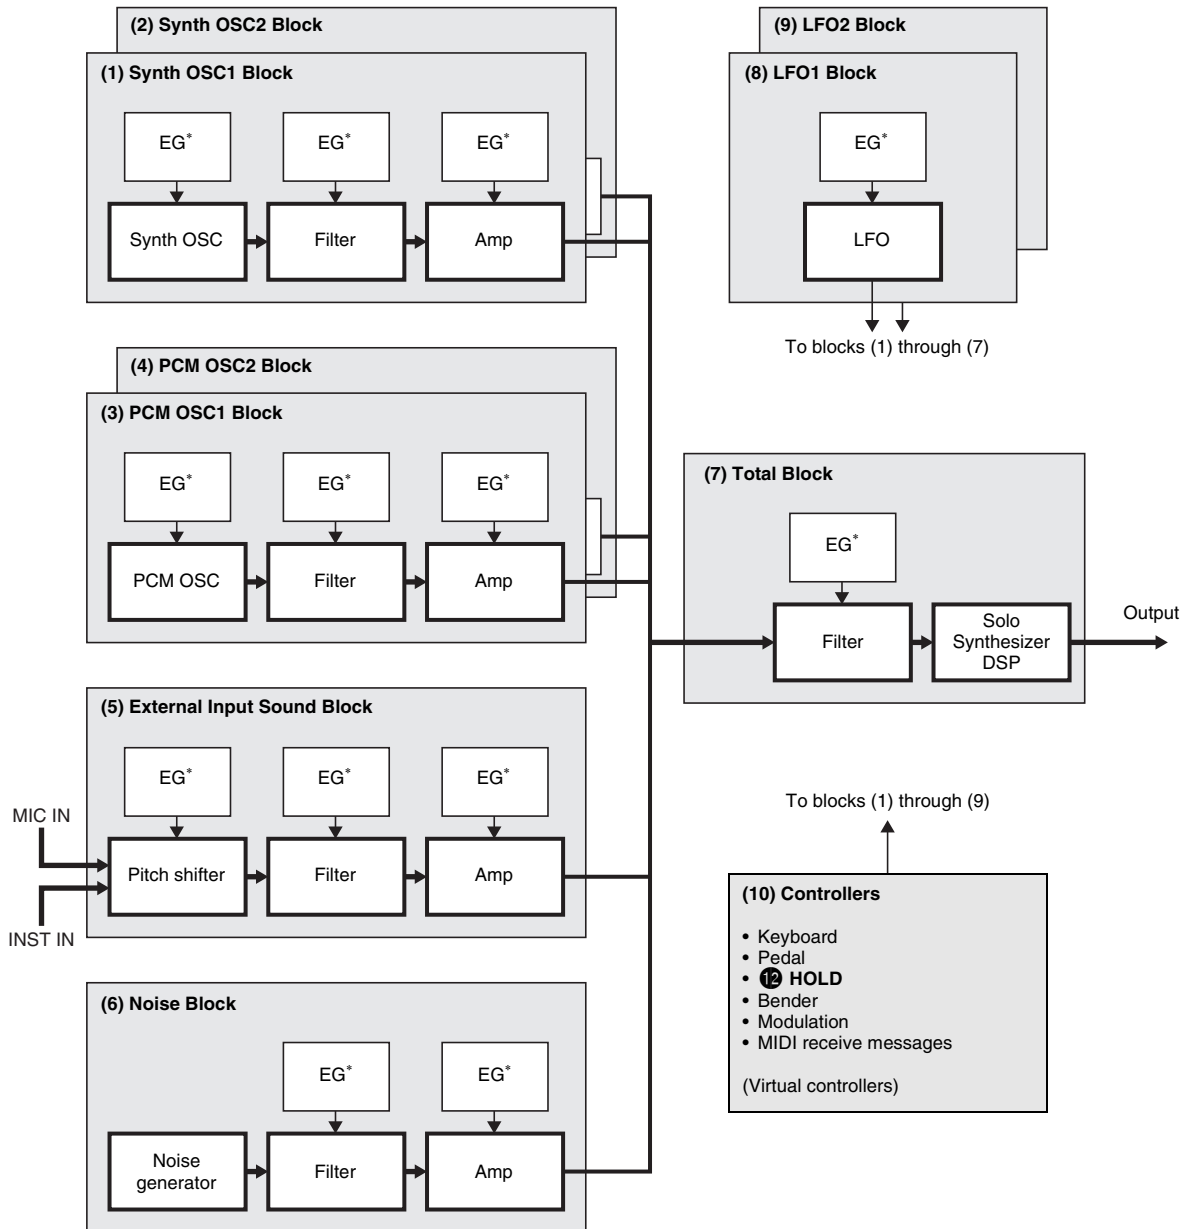 (2) Synth OSC2 Block
(1) Synth OSC1 Block
EG*
EG*
EG*
Synth OSC
Filter
Amp
(9) LFO2 Block
(8) LFO1 Block
EG*
LFO
To blocks (1) through (7)
(4) PCM OSC2 Block
(3) PCM OSC1 Block
EG*
EG*
EG*
PCM OSC
Filter
Amp
(7) Total Block
EG*
Filter
Solo
Synthesizer
DSP
Output
(5) External Input Sound Block
EG*
EG*
EG*
MIC IN
Pitch shifter
Filter
Amp
INST IN
To blocks (1) through (9)
(10) Controllers
• Keyboard
• Pedal
• 12 HOLD
• Bender
• Modulation
• MIDI receive messages
(Virtual controllers)
(6) Noise Block
EG*
EG*
Noise
generator
Filter
Amp